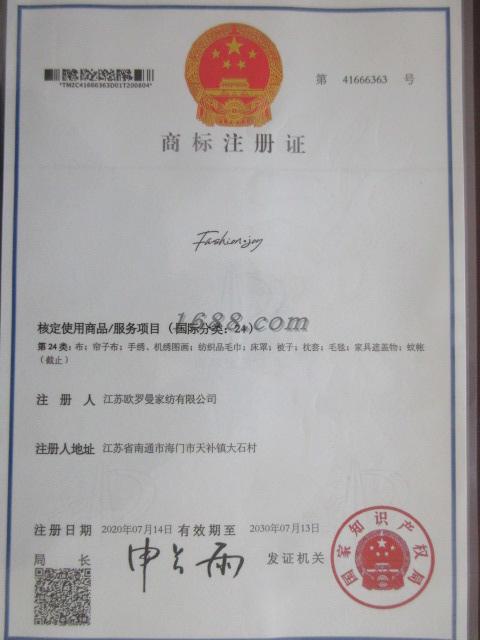 第 41666363 号
*TMZC41666363D01T200804*
商标注册证
Fashion·joy
1688.com
核定使用商品/服务项目（国际分类：24）
第24类：布；帘子布；手绣、机绣图画；纺织品毛巾；床罩；被子；枕套；毛毯；家具遮盖物；蚊帐
（截止）
注 册 人 江苏欧罗曼家纺有限公司
注册人地址 江苏省南通市海门市天补镇大石村
注册日期 2020年07月14日 有效期至 2030年07月13日
局 长 申长雨 发证机关
国家知识产权局